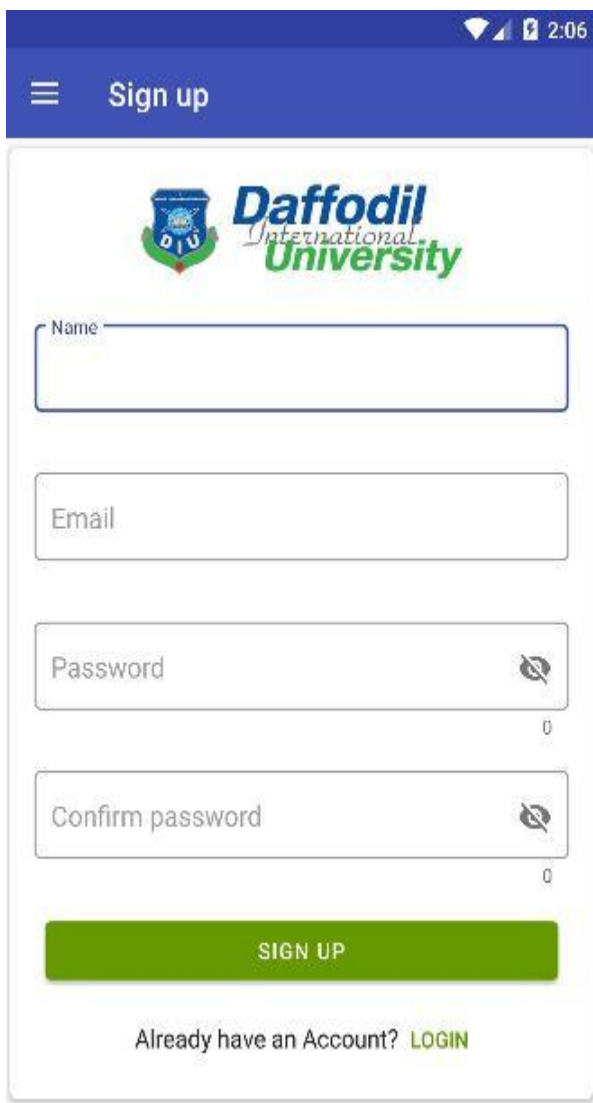 2:06
Sign up
DIU
Daffodil
International
University
Name
Email
Password
0
Confirm password
0
SIGN UP
Already have an Account? LOGIN